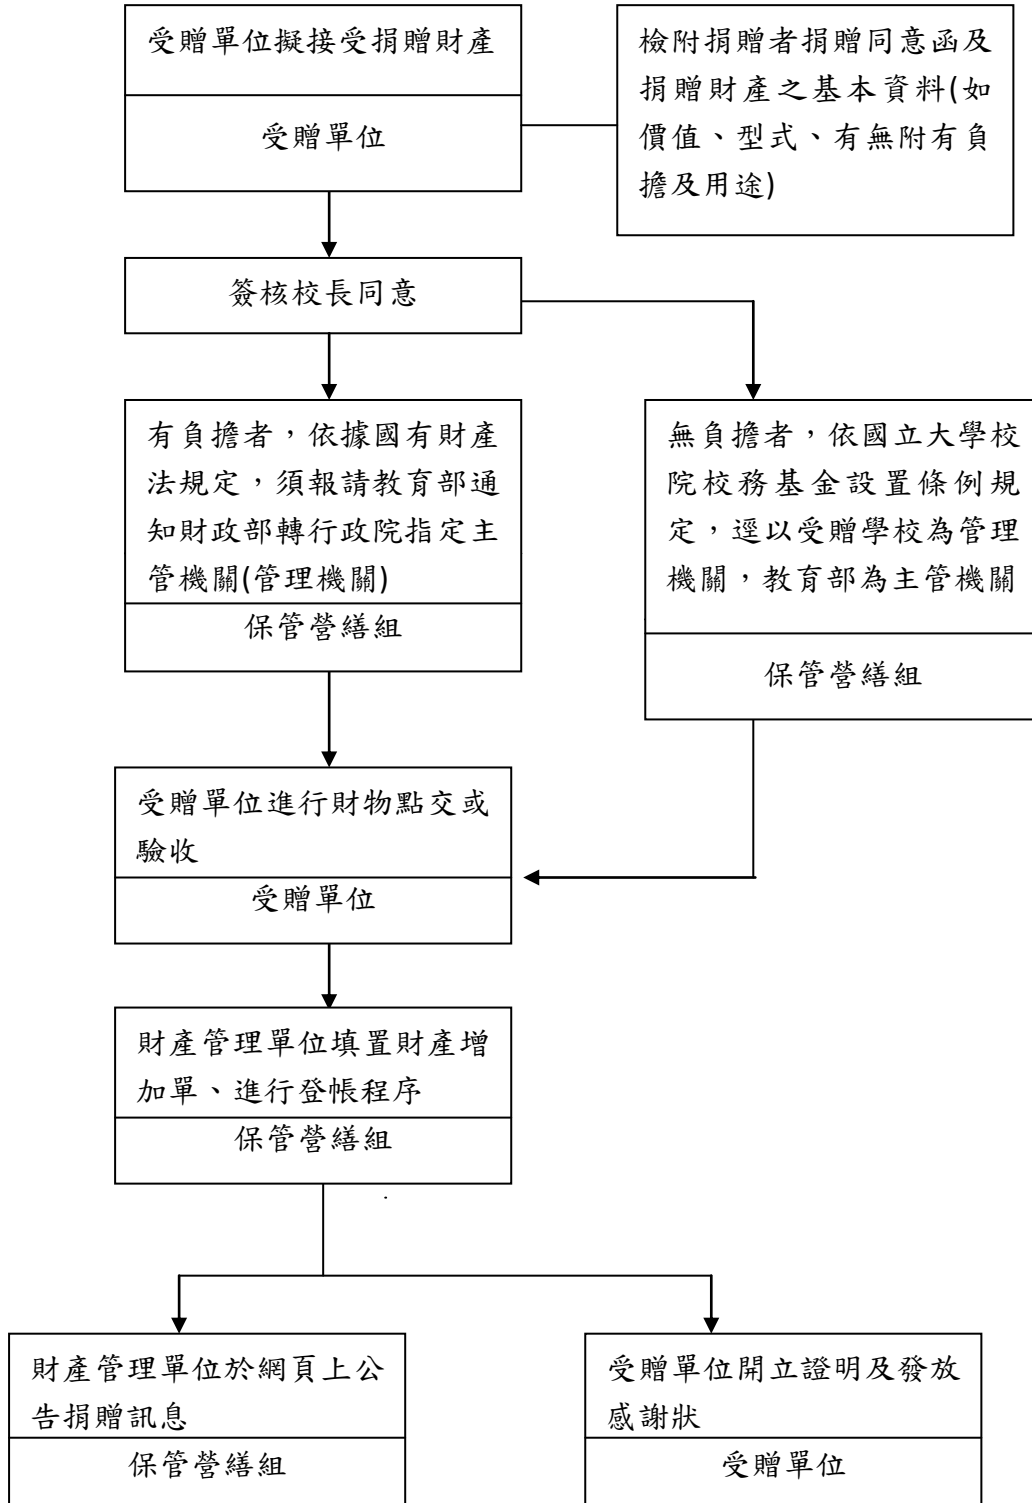 受贈單位擬接受捐贈財產
受贈單位
檢附捐贈者捐贈同意函及
捐贈財產之基本資料(如
價值、型式、有無附有負
擔及用途)
簽核校長同意
有負擔者，依據國有財產
法規定，須報請教育部通
知財政部轉行政院指定主
管機關(管理機關)
保管營繕組
無負擔者，依國立大學校
院校務基金設置條例規
定，逕以受贈學校為管理
機關，教育部為主管機關
保管營繕組
受贈單位進行財物點交或
驗收
受贈單位
財產管理單位填置財產增
加單、進行登帳程序
保管營繕組
財產管理單位於網頁上公
告捐贈訊息
保管營繕組
受贈單位開立證明及發放
感謝狀
受贈單位